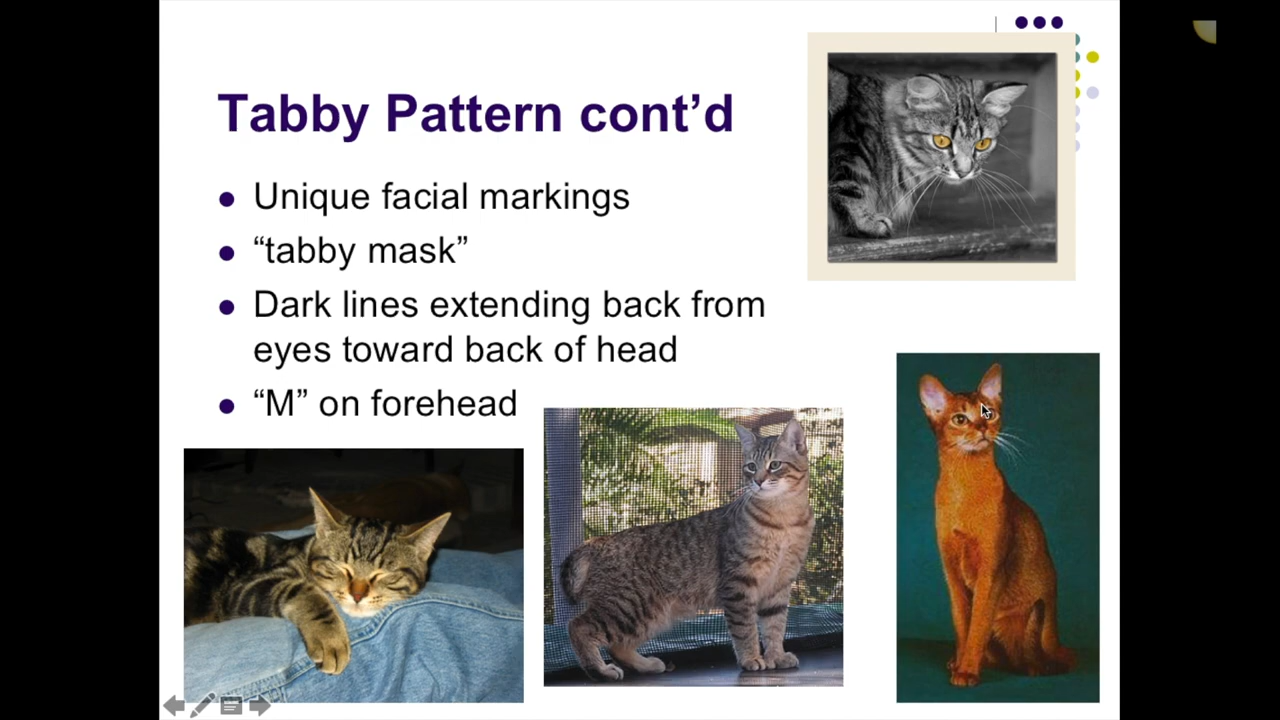 Tabby Pattern cont’d
Unique facial markings
“tabby mask”
Dark lines extending back from
eyes toward back of head
“M” on forehead